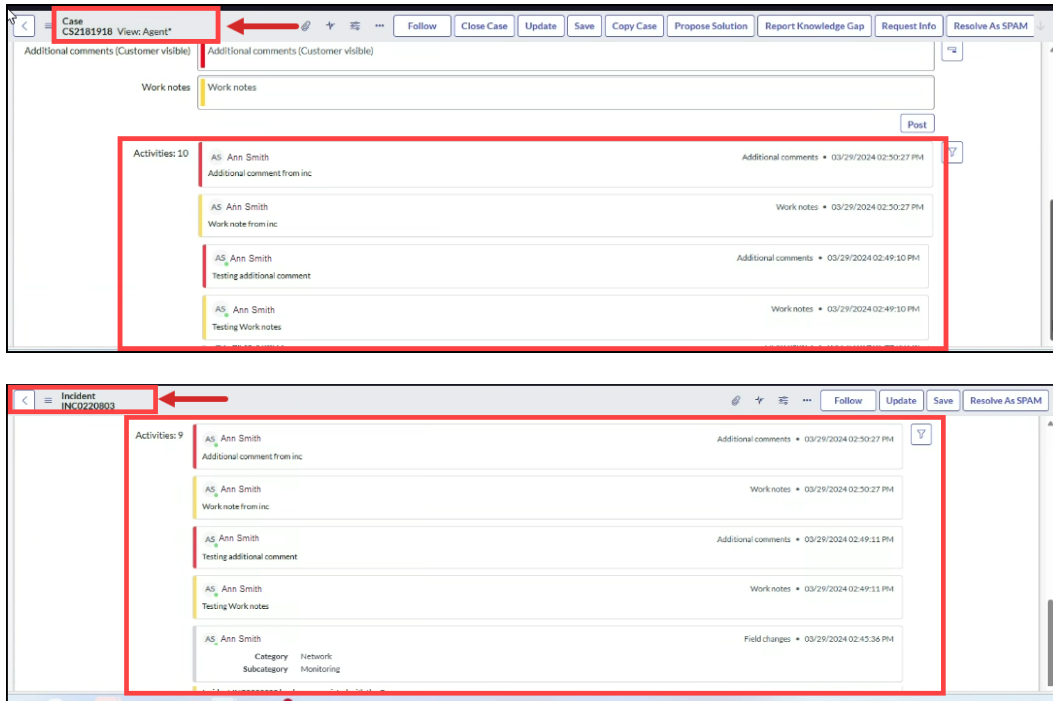 Case
CS2181918 View: Agent*
Follow
Close Case
Update
Save
Copy Case
Propose Solution
Report Knowledge Gap
Request Info
Resolve As SPAM
Additional comments (Customer visible)
Additional comments (Customer visible)
Work notes
Work notes
Post
Activities: 10
AS Ann Smith
Additional comments • 03/29/2024 02:50:27 PM
Additional comment from inc
AS Ann Smith
Work notes • 03/29/2024 02:50:27 PM
Work note from inc
AS Ann Smith
Additional comments • 03/29/2024 02:49:10 PM
Testing additional comment
AS Ann Smith
Work notes • 03/29/2024 02:49:10 PM
Testing Work notes
Incident
INC0220803
Follow
Update
Save
Resolve As SPAM
Activities: 9
AS Ann Smith
Additional comments • 03/29/2024 02:50:27 PM
Additional comment from inc
AS Ann Smith
Work notes • 03/29/2024 02:50:27 PM
Work note from inc
AS Ann Smith
Additional comments • 03/29/2024 02:49:11 PM
Testing additional comment
AS Ann Smith
Work notes • 03/29/2024 02:49:11 PM
Testing Work notes
AS Ann Smith
Field changes • 03/29/2024 02:45:36 PM
Category Network
Subcategory Monitoring